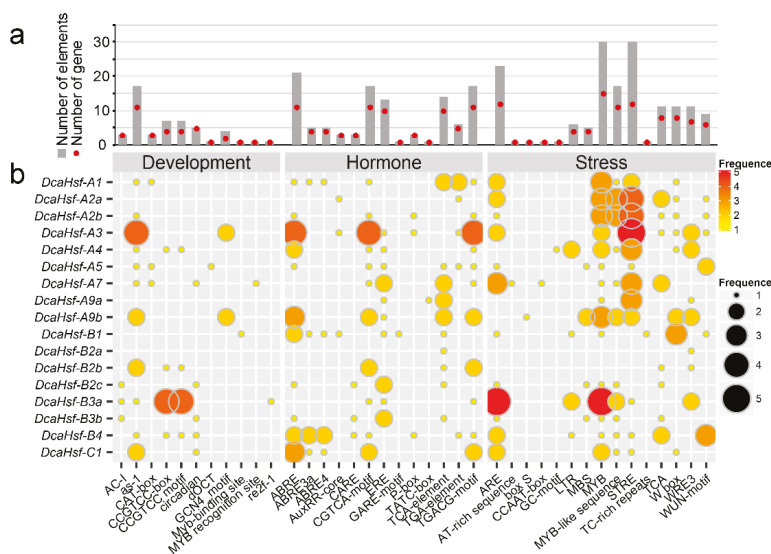 a
Number of elements
Number of gene
30
20
10
0
Development
Hormone
Stress
b
DcaHsf-A1
DcaHsf-A2a
DcaHsf-A2b
DcaHsf-A3
DcaHsf-A4
DcaHsf-A5
DcaHsf-A7
DcaHsf-A9a
DcaHsf-A9b
DcaHsf-B1
DcaHsf-B2a
DcaHsf-B2b
DcaHsf-B2c
DcaHsf-B3a
DcaHsf-B3b
DcaHsf-B4
DcaHsf-C1
AC-I
as-1
CAT-box
CCGTCC-box
CCGTCC motif
circadian
dOCT
GCN4_motif
Myb-binding site
MYB recognition site
re2f-1
ABRE
ABRE3a
ABRE4
AuxRR-core
CARE
CGTCA-motif
GARE
GARE-motif
P-box
TATC-box
TCA-element
TGA-element
TGACG-motif
ARE
AT-rich sequence
box S
CCAAT-box
GC-motif
LTR
MBS
MYB
MYB-like sequence
STRE
TC-rich repeats
TCA
W box
WRE3
WUN-motif
Frequence
5
4
3
2
1
Frequence
1
2
3
4
5